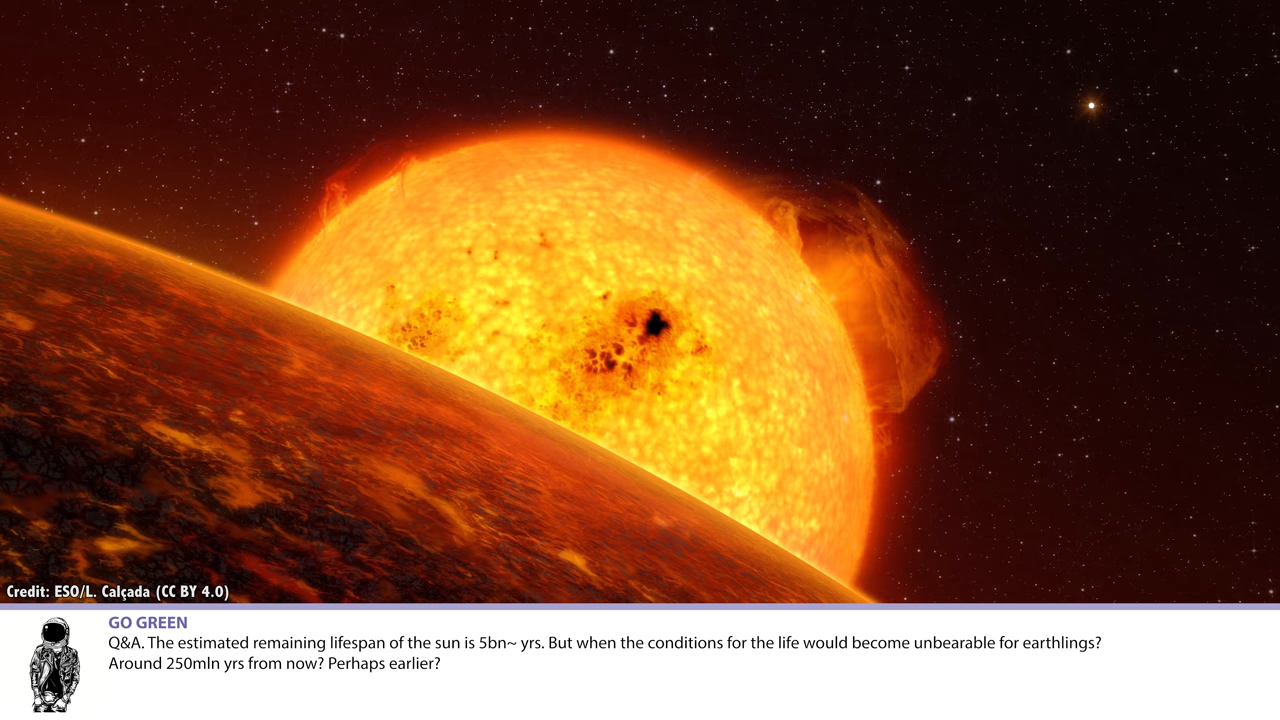 Credit: ESO/L. Calçada (CC BY 4.0)
GO GREEN
Q&A. The estimated remaining lifespan of the sun is 5bn~ yrs. But when the conditions for the life would become unbearable for earthlings?
Around 250mln yrs from now? Perhaps earlier?